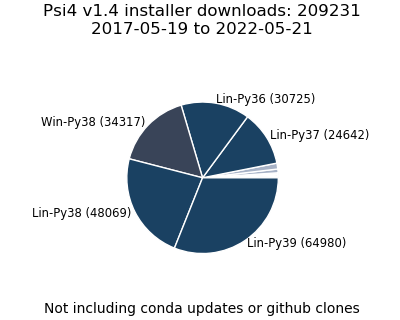 Psi4 v1.4 installer downloads: 209231
2017-05-19 to 2022-05-21
Lin-Py36 (30725)
Win-Py38 (34317)
Lin-Py37 (24642)
Lin-Py38 (48069)
Lin-Py39 (64980)
Not including conda updates or github clones